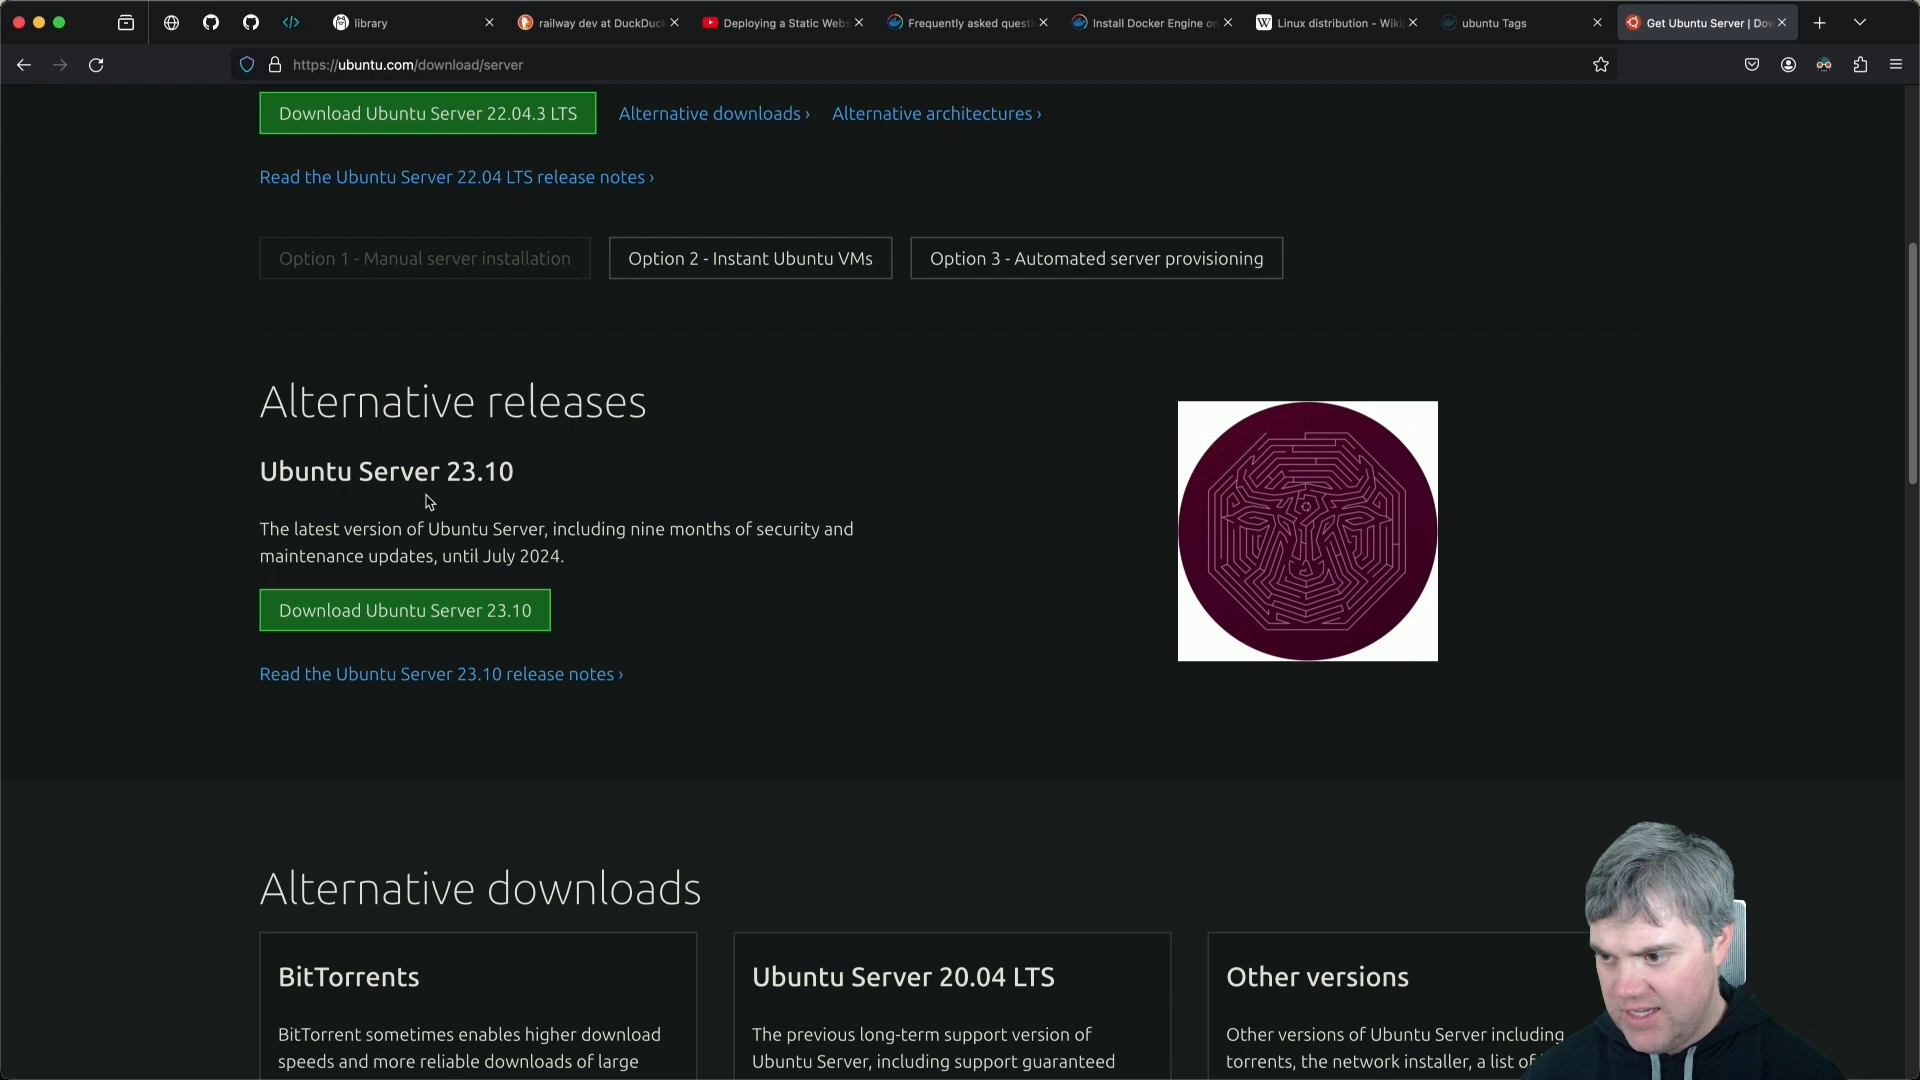 library
railway dev at DuckDuc
Deploying a Static Webs
Frequently asked questi
Install Docker Engine on
Linux distribution - Wiki
ubuntu Tags
Get Ubuntu Server | Dow
https://ubuntu.com/download/server
Download Ubuntu Server 22.04.3 LTS
Alternative downloads ›
Alternative architectures ›
Read the Ubuntu Server 22.04 LTS release notes ›
Option 1 - Manual server installation
Option 2 - Instant Ubuntu VMs
Option 3 - Automated server provisioning
Alternative releases
Ubuntu Server 23.10
The latest version of Ubuntu Server, including nine months of security and
maintenance updates, until July 2024.
Download Ubuntu Server 23.10
Read the Ubuntu Server 23.10 release notes ›
Alternative downloads
BitTorrents
BitTorrent sometimes enables higher download
speeds and more reliable downloads of large
Ubuntu Server 20.04 LTS
The previous long-term support version of
Ubuntu Server, including support guaranteed
Other versions
Other versions of Ubuntu Server including
torrents, the network installer, a list of